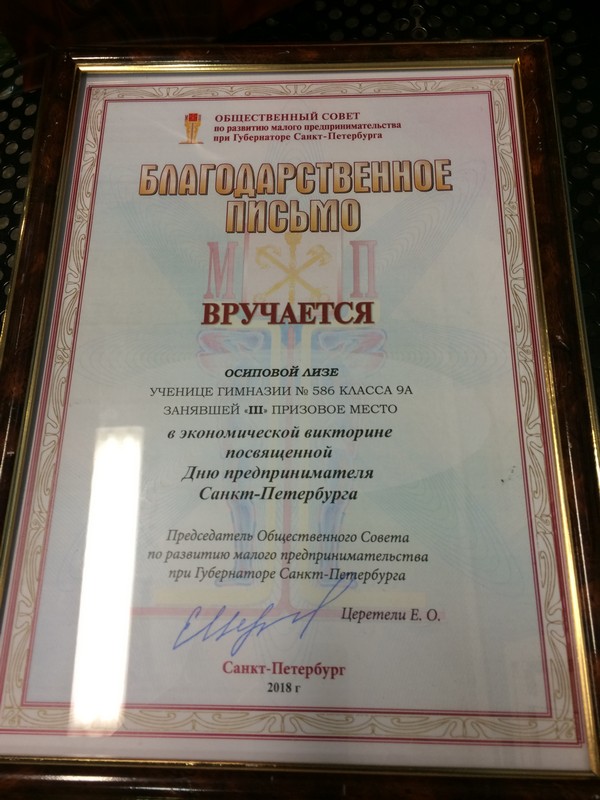 ОБЩЕСТВЕННЫЙ СОВЕТ
по развитию малого предпринимательства
при Губернаторе Санкт-Петербурга
БЛАГОДАРСТВЕННОЕ
ПИСЬМО
М П
ВРУЧАЕТСЯ
ОСИПОВОЙ ЛИЗЕ
УЧЕНИЦЕ ГИМНАЗИИ № 586 КЛАССА 9А
ЗАНЯВШЕЙ «III» ПРИЗОВОЕ МЕСТО
в экономической викторине
посвященной
Дню предпринимателя
Санкт-Петербурга
Председатель Общественного Совета
по развитию малого предпринимательства
при Губернаторе Санкт-Петербурга
Церетели Е. О.
Санкт-Петербург
2018 г